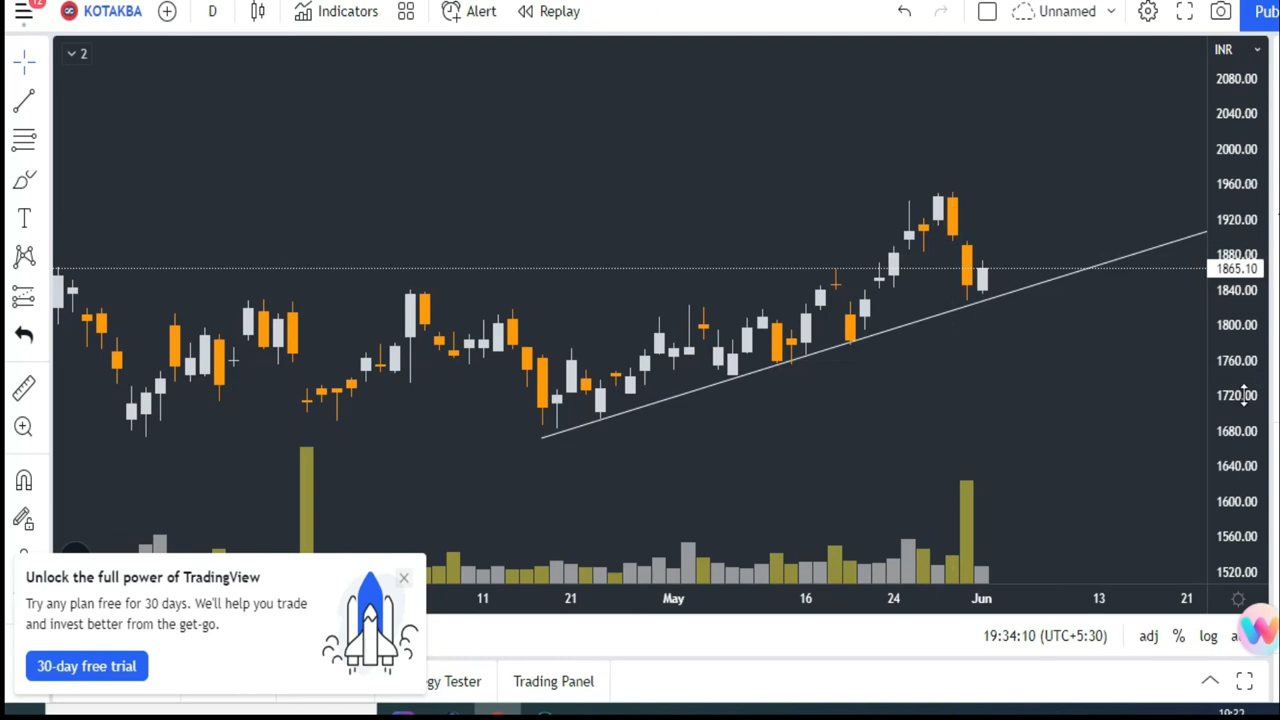 12
KOTAKBA D Indicators Alert Replay Unnamed Pub
2 INR
2080.00
2040.00
2000.00
1960.00
1920.00
1880.00
1865.10
1840.00
1800.00
1760.00
1720.00
1680.00
1640.00
1600.00
1560.00
1520.00
11 21 May 16 24 Jun 13 21
Unlock the full power of TradingView
Try any plan free for 30 days. We'll help you trade
and invest better from the get-go.
30-day free trial
19:34:10 (UTC+5:30) adj % log
egy Tester Trading Panel